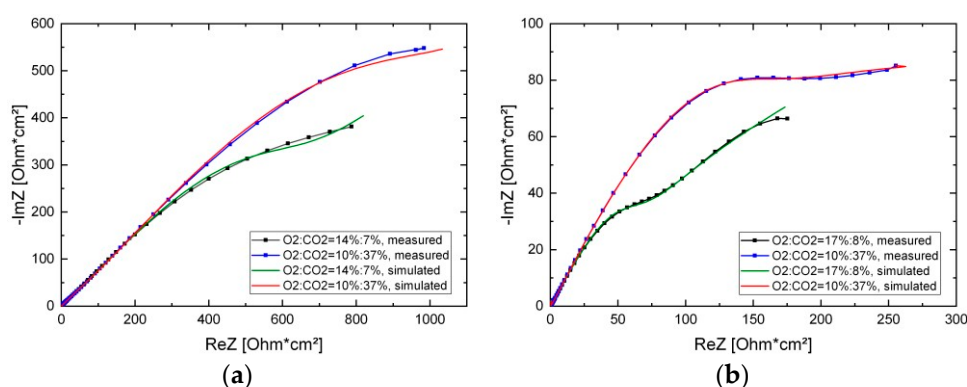 600
500
400
300
200
100
0
-ImZ [Ohm*cm²]
O2:CO2=14%:7%, measured
O2:CO2=10%:37%, measured
O2:CO2=14%:7%, simulated
O2:CO2=10%:37%, simulated
0 200 400 600 800 1000
ReZ [Ohm*cm²]
(a)
100
80
60
40
20
0
-ImZ [Ohm*cm²]
O2:CO2=17%:8%, measured
O2:CO2=10%:37%, measured
O2:CO2=17%:8%, simulated
O2:CO2=10%:37%, simulated
0 50 100 150 200 250 300
ReZ [Ohm*cm²]
(b)